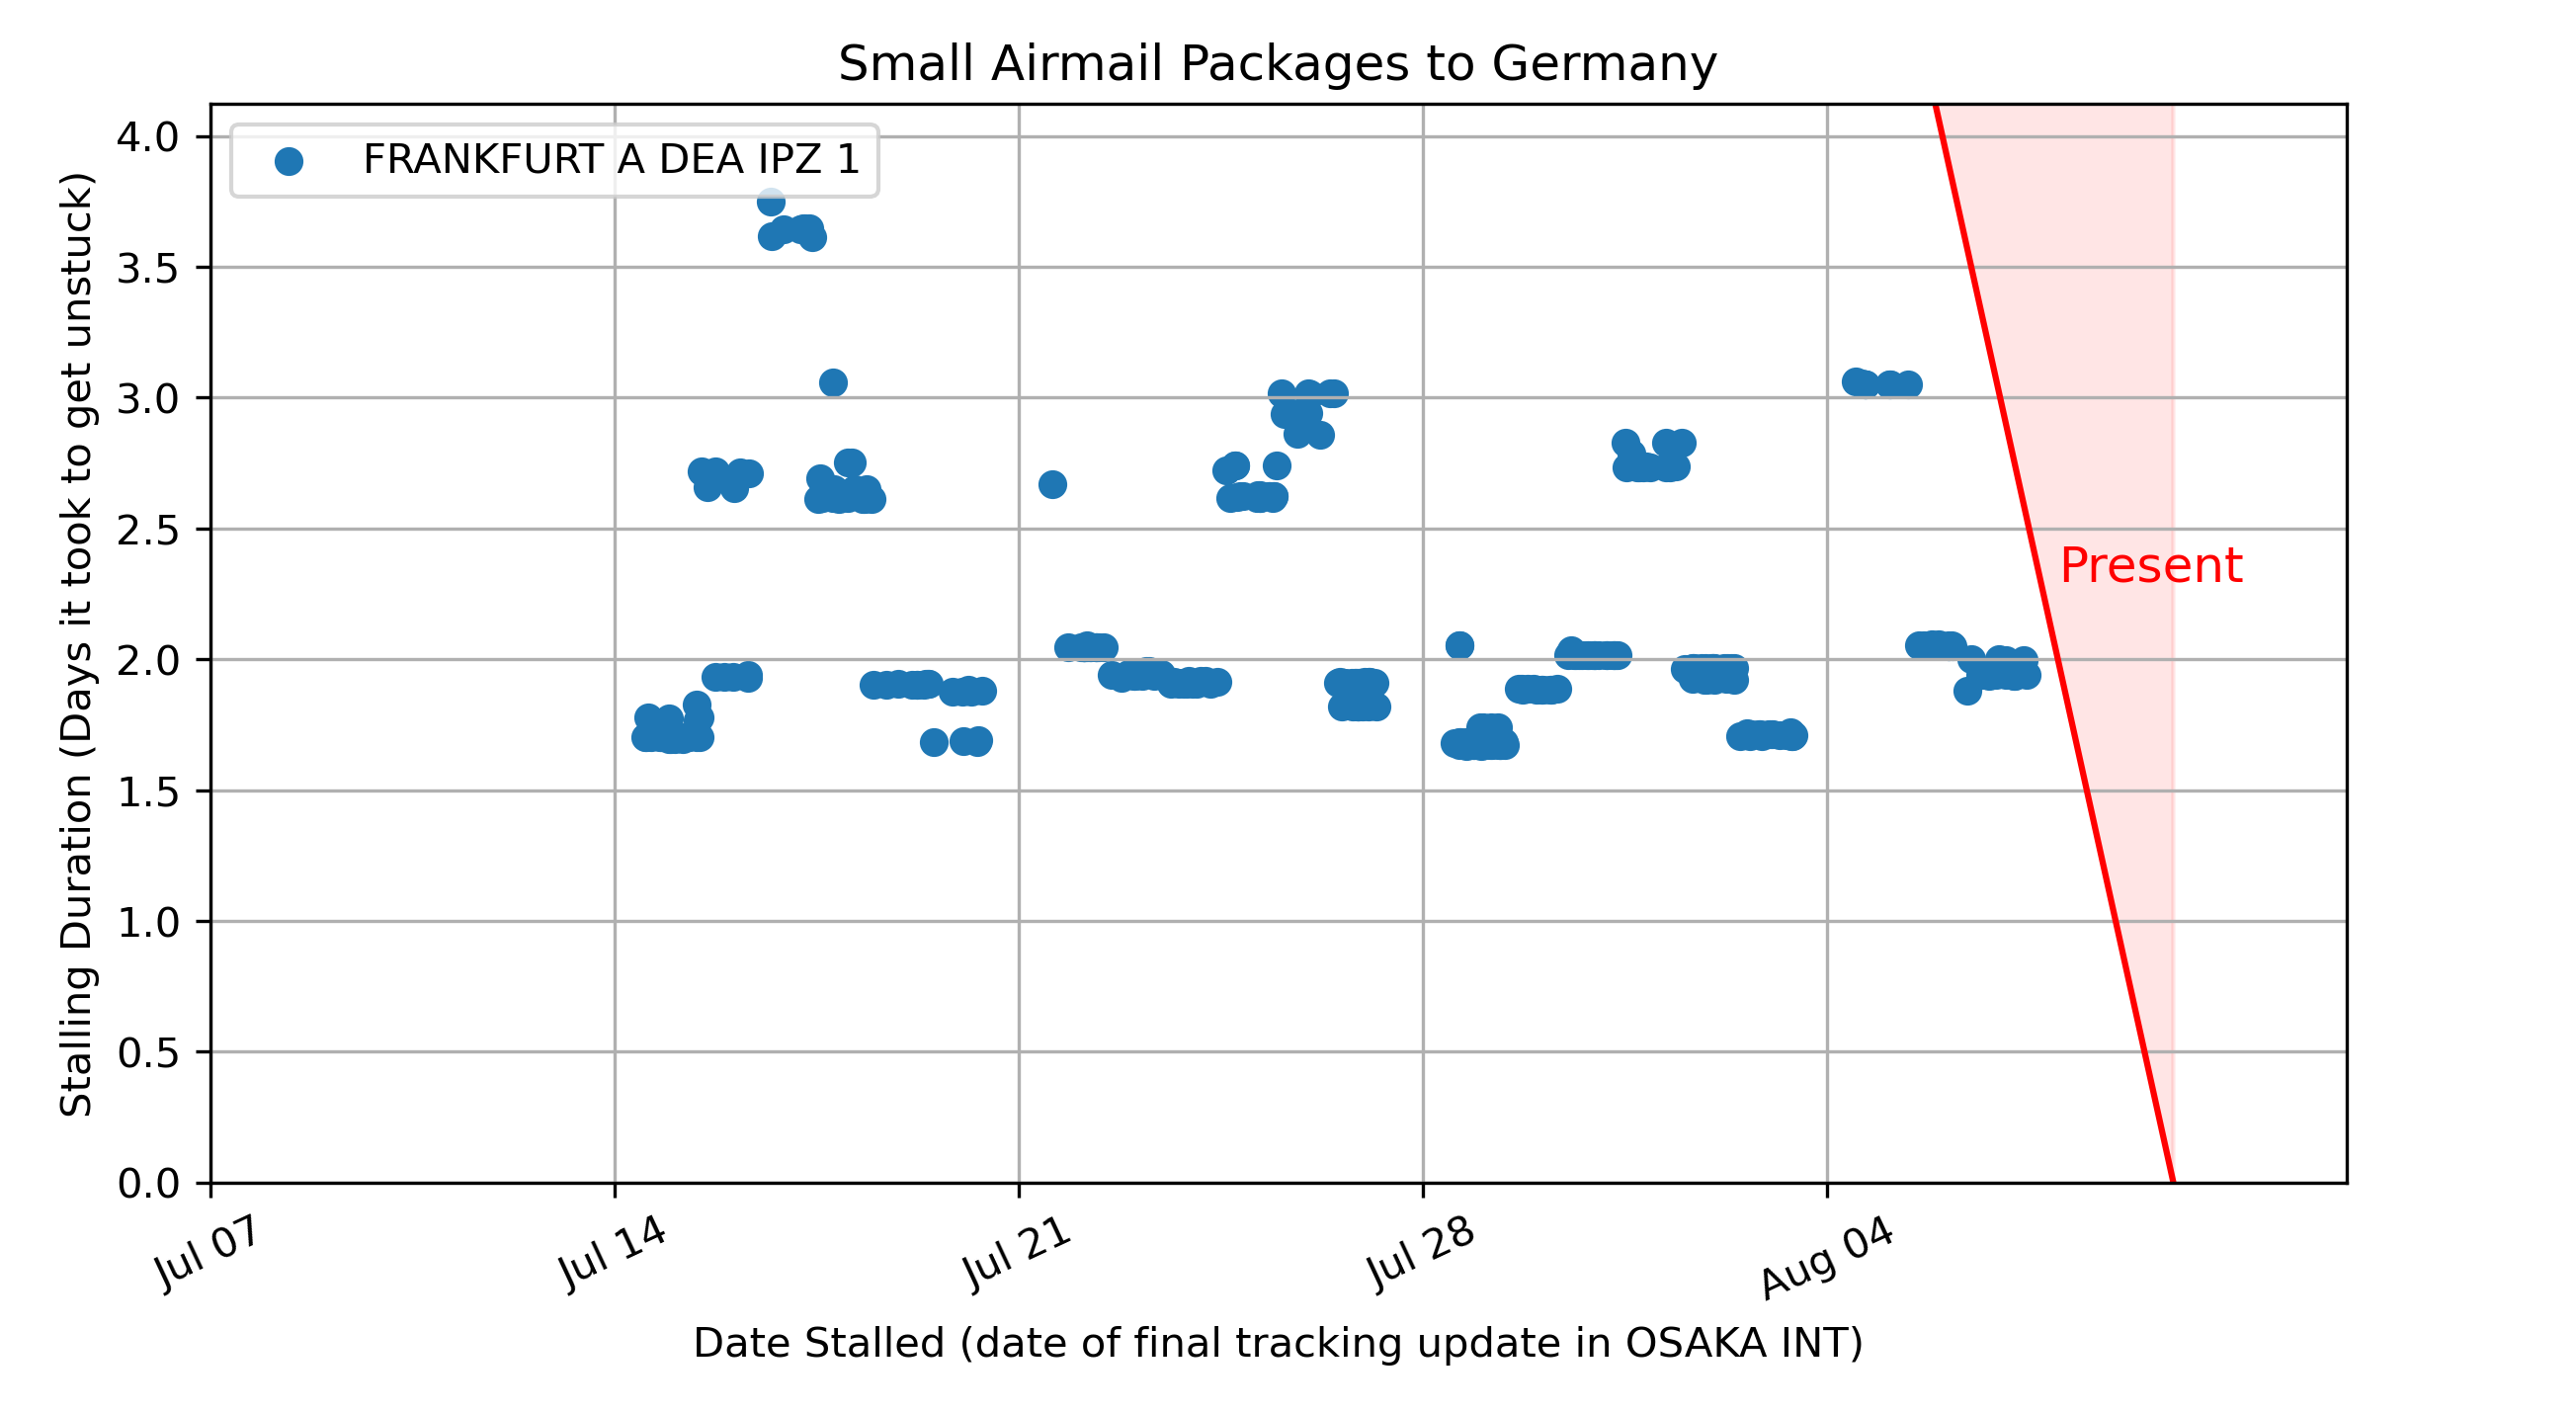 Small Airmail Packages to Germany
FRANKFURT A DEA IPZ 1
Stalling Duration (Days it took to get unstuck)
4.0
3.5
3.0
2.5
2.0
1.5
1.0
0.5
0.0
Present
Jul 07
Jul 14
Jul 21
Jul 28
Aug 04
Date Stalled (date of final tracking update in OSAKA INT)